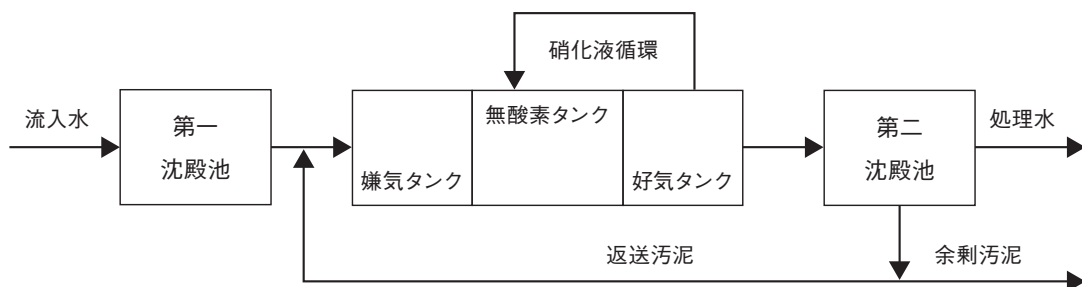 硝化液循環
流入水
第一
沈殿池
嫌気タンク
無酸素タンク
好気タンク
第二
沈殿池
処理水
返送汚泥
余剰汚泥